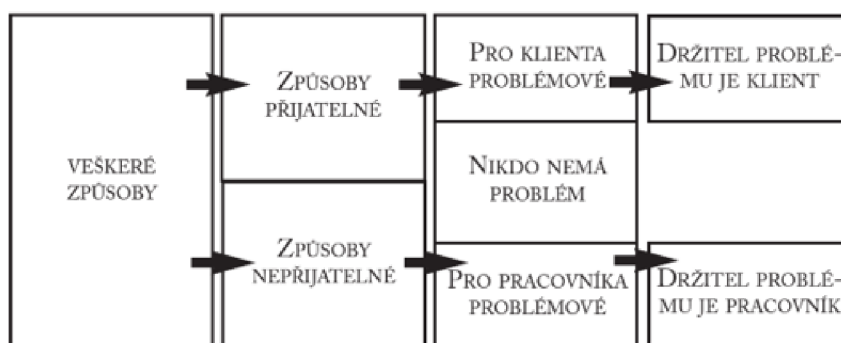 VEŠKERÉ
ZPŮSOBY
ZPŮSOBY
PŘIJATELNÉ
ZPŮSOBY
NEPŘIJATELNÉ
PRO KLIENTA
PROBLÉMOVÉ
NIKDO NEMÁ
PROBLÉM
PRO PRACOVNÍKA
PROBLÉMOVÉ
DRŽITEL PROBLÉ-
MU JE KLIENT
DRŽITEL PROBLÉ-
MU JE PRACOVNÍK